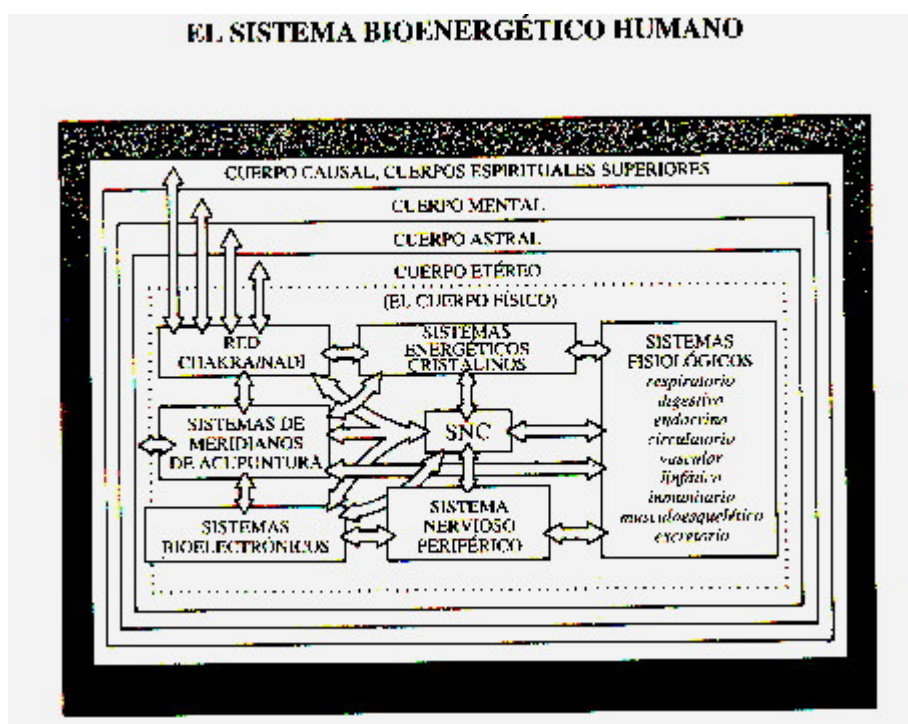 EL SISTEMA BIOENERGÉTICO HUMANO
CUERPO CAUSAL, CUERPOS ESPIRITUALES SUPERIORES
CUERPO MENTAL
CUERPO ASTRAL
CUERPO ETÉREO
(EL CUERPO FÍSICO)
RED
CHAKRA/NADI
SISTEMAS
ENERGÉTICOS
CRISTALINOS
SISTEMAS
FISIOLÓGICOS
respiratorio
digestivo
endocrino
circulatorio
vascular
linfático
inmunitario
musculoesquelético
excretorio
SISTEMAS DE
MERIDIANOS
DE ACUPONTURA
SNC
SISTEMAS
BIOELECTRÓNICOS
SISTEMA
NERVIOSO
PERIFÉRICO